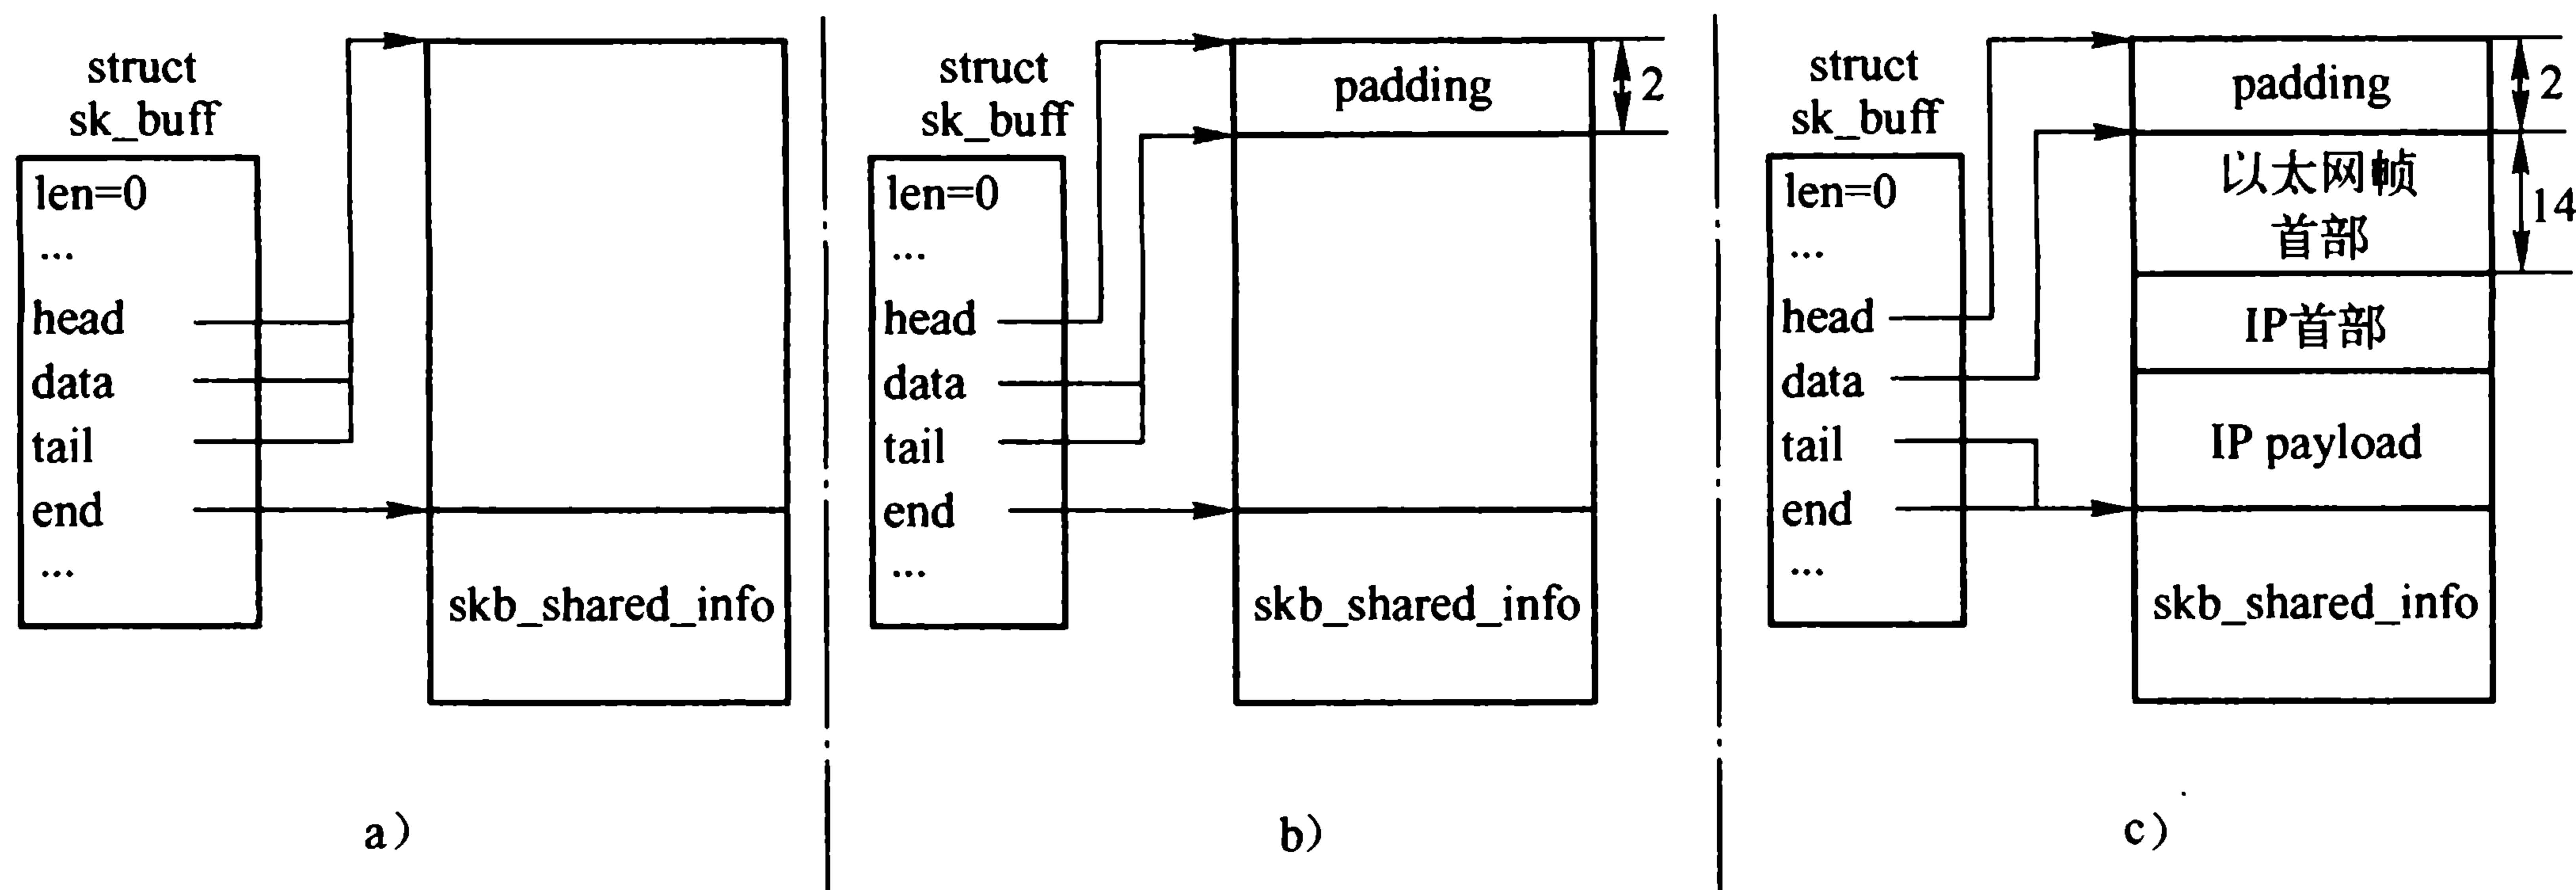 struct
sk_buff
len=0
...
head
data
tail
end
...
skb_shared_info
a)
struct
sk_buff
len=0
...
head
data
tail
end
...
padding
2
skb_shared_info
b)
struct
sk_buff
len=0
...
head
data
tail
end
...
padding
2
以太网帧
首部
14
IP首部
IP payload
skb_shared_info
c)